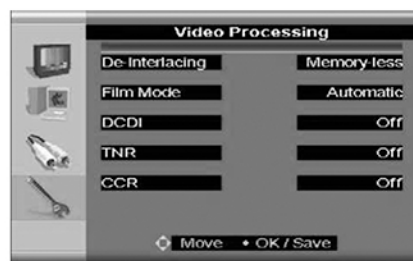 Video Processing
De-Interlacing Memory-less
Film Mode Automatic
DCDI Off
TNR Off
CCR Off
Move • OK / Save